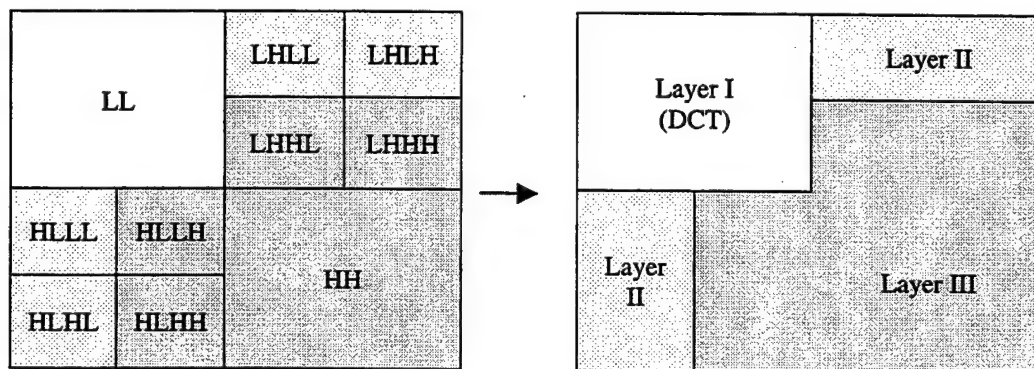 LL
LHLL
LHLH
LHHL
LHHH
HLLL
HLLH
HLHL
HLHH
HH
Layer I
(DCT)
Layer II
Layer
II
Layer III